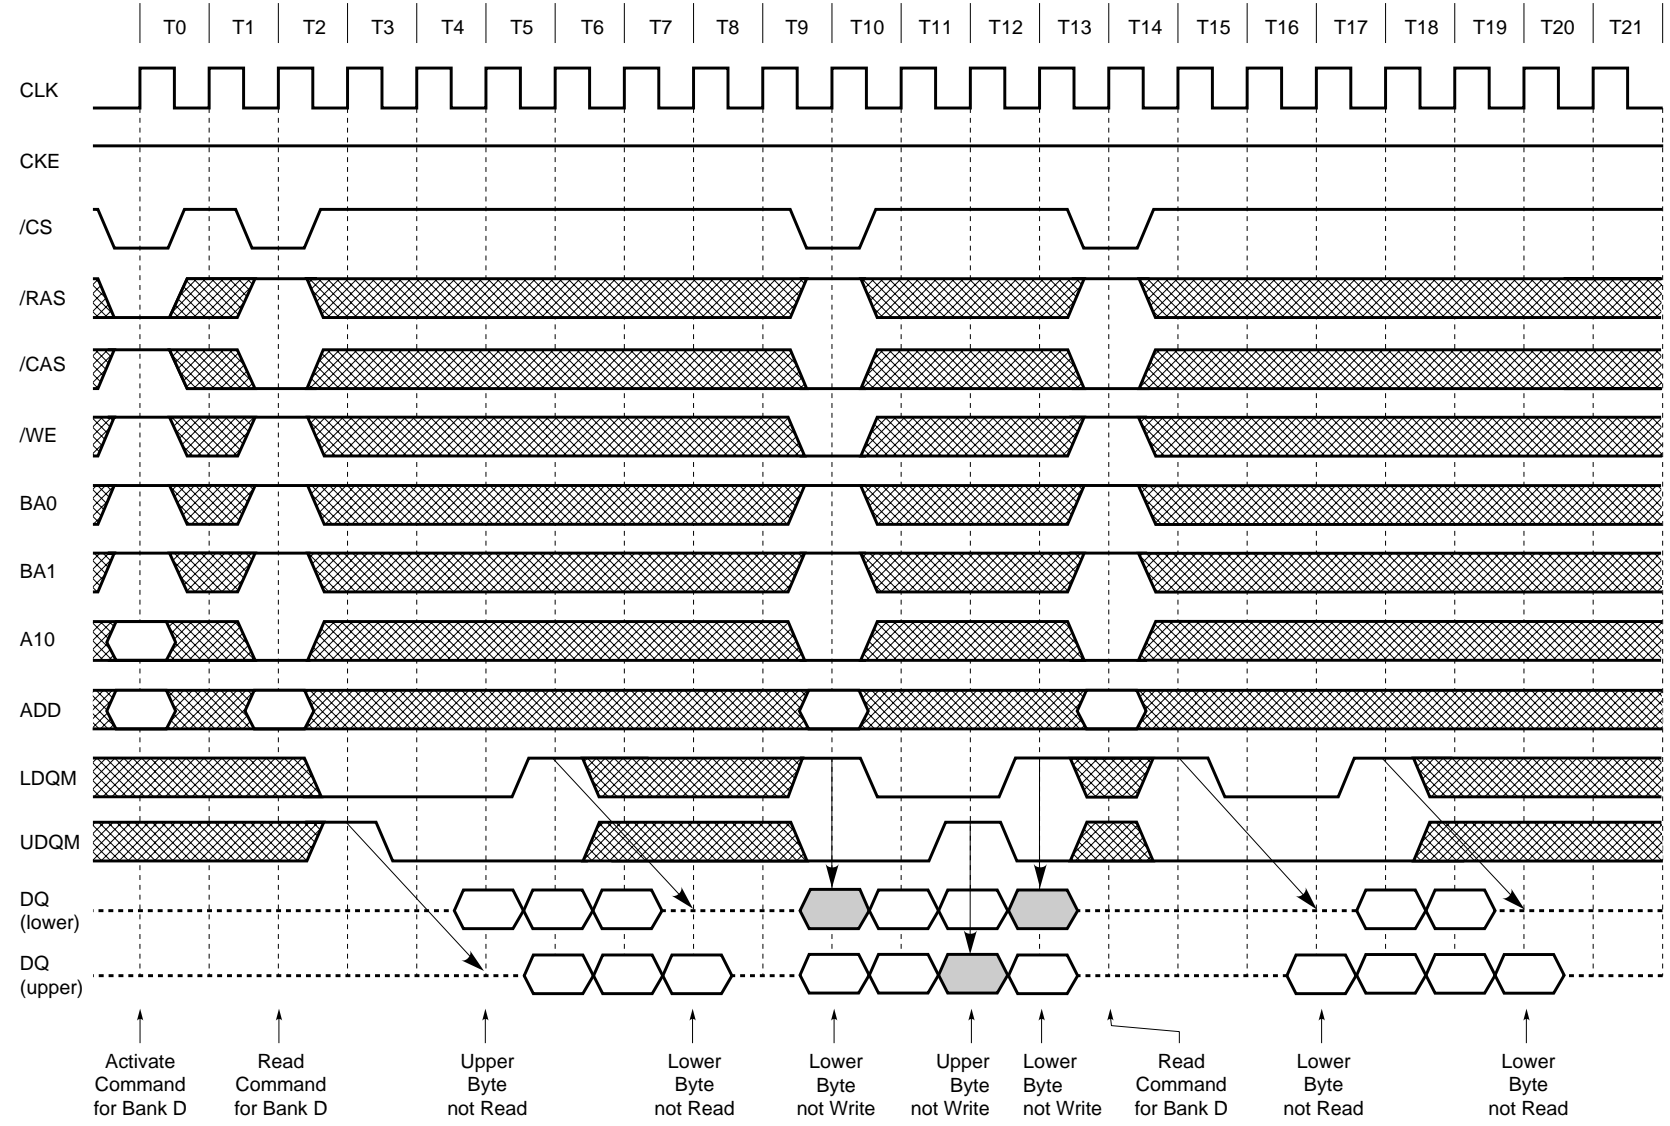 T0 T1 T2 T3 T4 T5 T6 T7 T8 T9 T10 T11 T12 T13 T14 T15 T16 T17 T18 T19 T20 T21
CLK
CKE
/CS
/RAS
/CAS
/WE
BA0
BA1
A10
ADD
LDQM
UDQM
DQ
(lower)
DQ
(upper)
Activate
Command
for Bank D
Read
Command
for Bank D
Upper
Byte
not Read
Lower
Byte
not Read
Lower
Byte
not Write
Upper
Byte
not Write
Lower
Byte
not Write
Read
Command
for Bank D
Lower
Byte
not Read
Lower
Byte
not Read